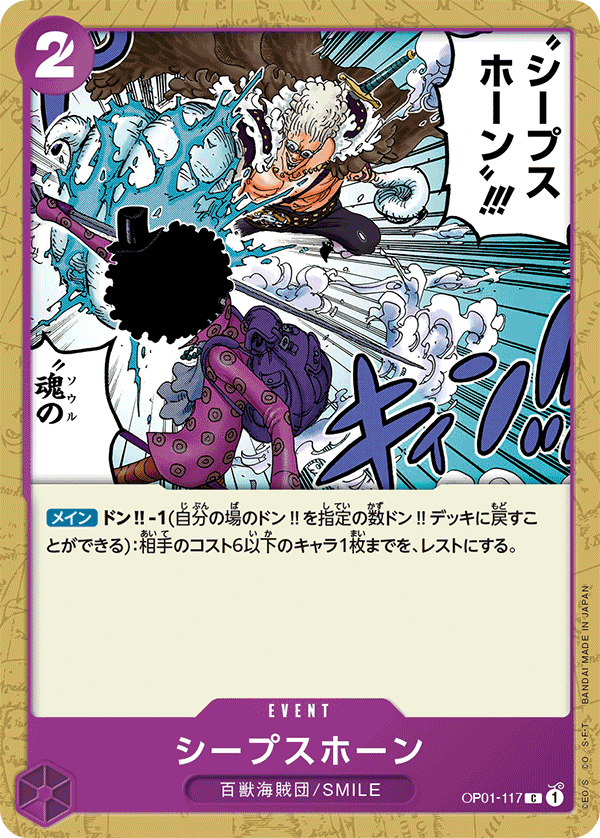 2
〝シープス
ホーン〟!!!
〝魂の
ソウル
キィンッ!!
メイン ドン!!-1(自分の場のドン!!を指定の数ドン!!デッキに戻すこ
とができる):相手のコスト6以下のキャラ1枚までを、レストにする。
EVENT
シープスホーン
百獣海賊団/SMILE
OP01-117 C 1
©E.O./S. ©O./S・F・T BANDAI MADE IN JAPAN